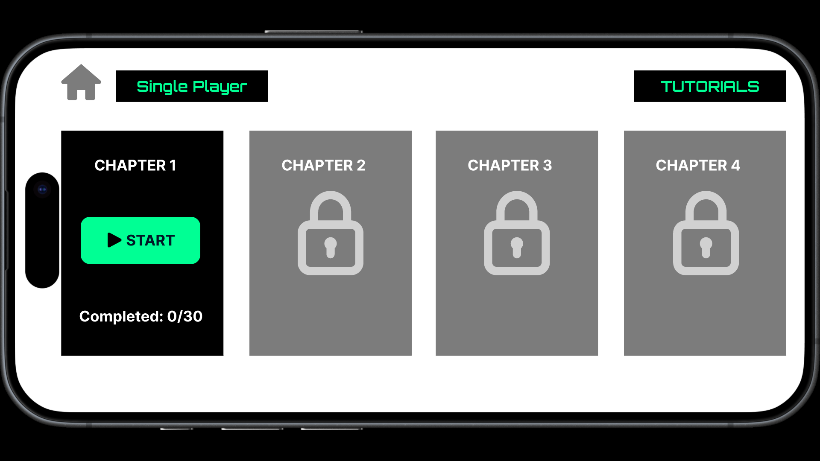 Single Player
TUTORIALS
CHAPTER 1
START
Completed: 0/30
CHAPTER 2
CHAPTER 3
CHAPTER 4